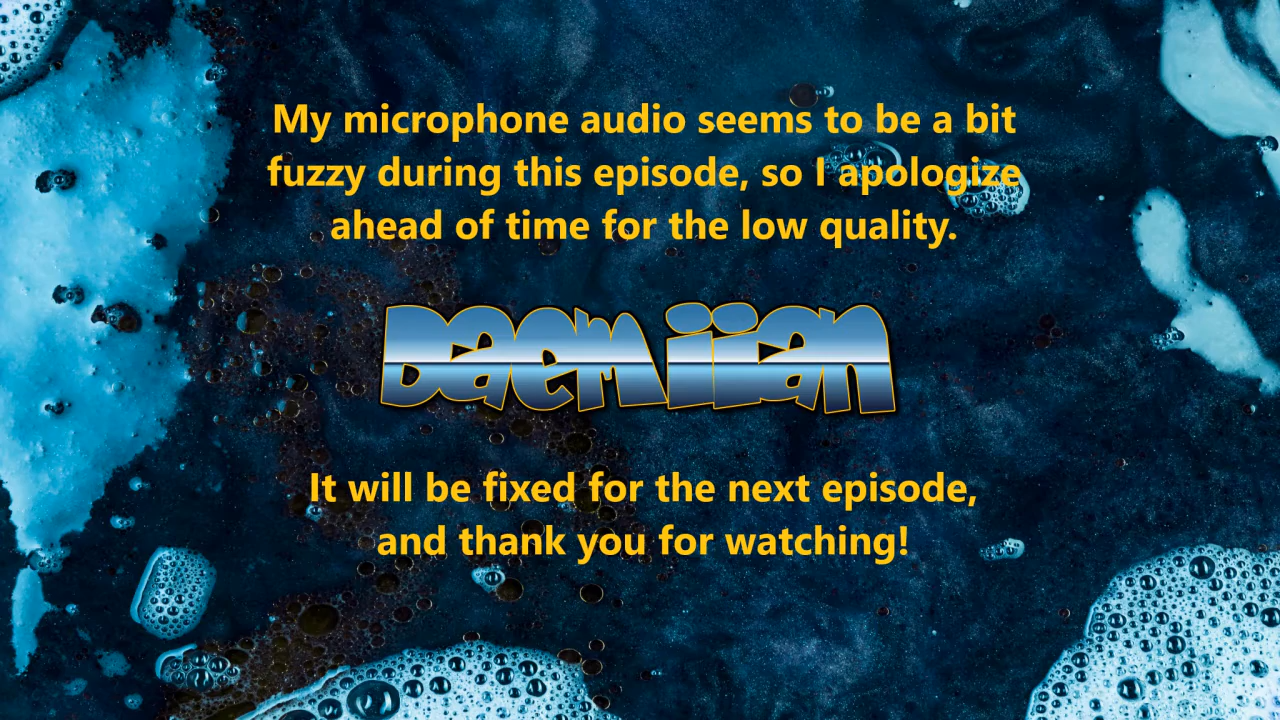 My microphone audio seems to be a bit
fuzzy during this episode, so I apologize
ahead of time for the low quality.
Daemiian
It will be fixed for the next episode,
and thank you for watching!